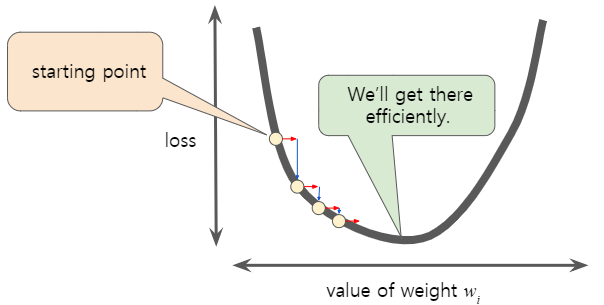 starting point
We'll get there
efficiently.
loss
value of weight wᵢ